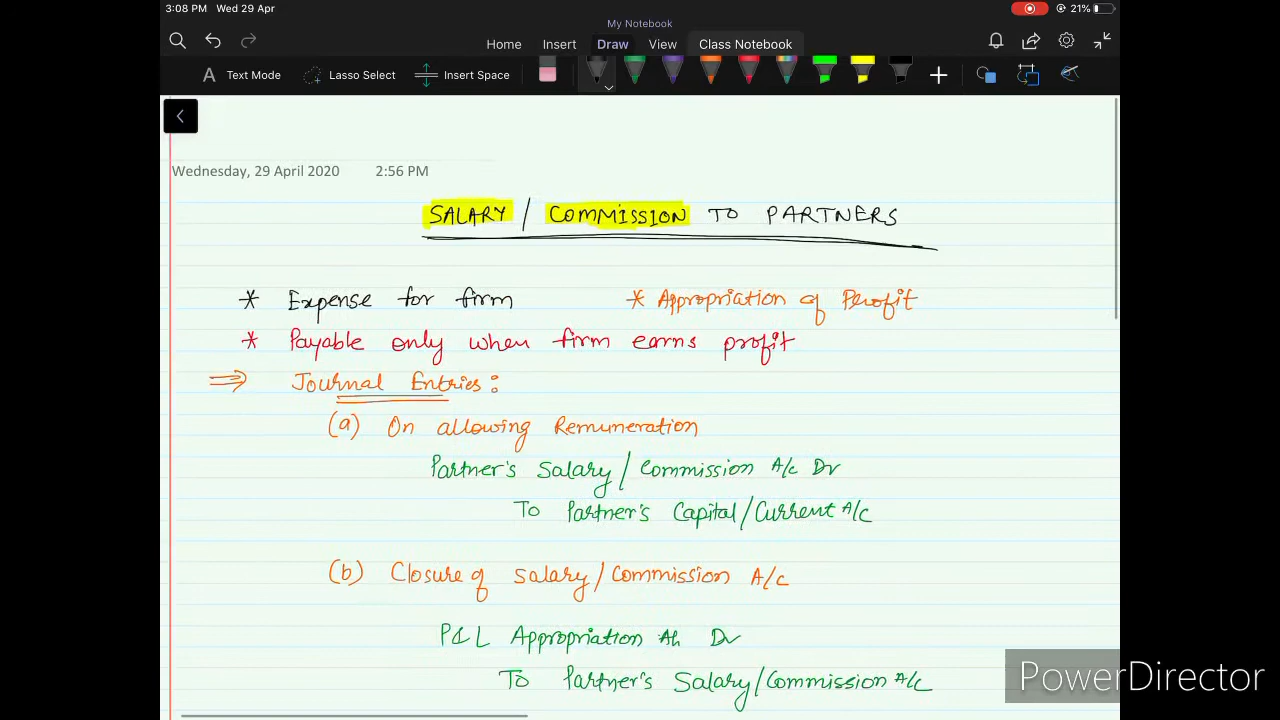 3:08 PM Wed 29 Apr
21%
My Notebook
Home Insert Draw View Class Notebook
Text Mode Lasso Select Insert Space
Wednesday, 29 April 2020 2:56 PM
SALARY / COMMISSION TO PARTNERS
* Expense for firm * Appropriation of Profit
* Payable only when firm earns profit
⇒ Journal Entries:
(a) On allowing Remuneration
Partner's Salary/Commission A/c Dr
To Partner's Capital/Current A/c
(b) Closure of Salary/Commission A/c
P&L Appropriation A/c Dr
To Partner's Salary/Commission A/C
PowerDirector